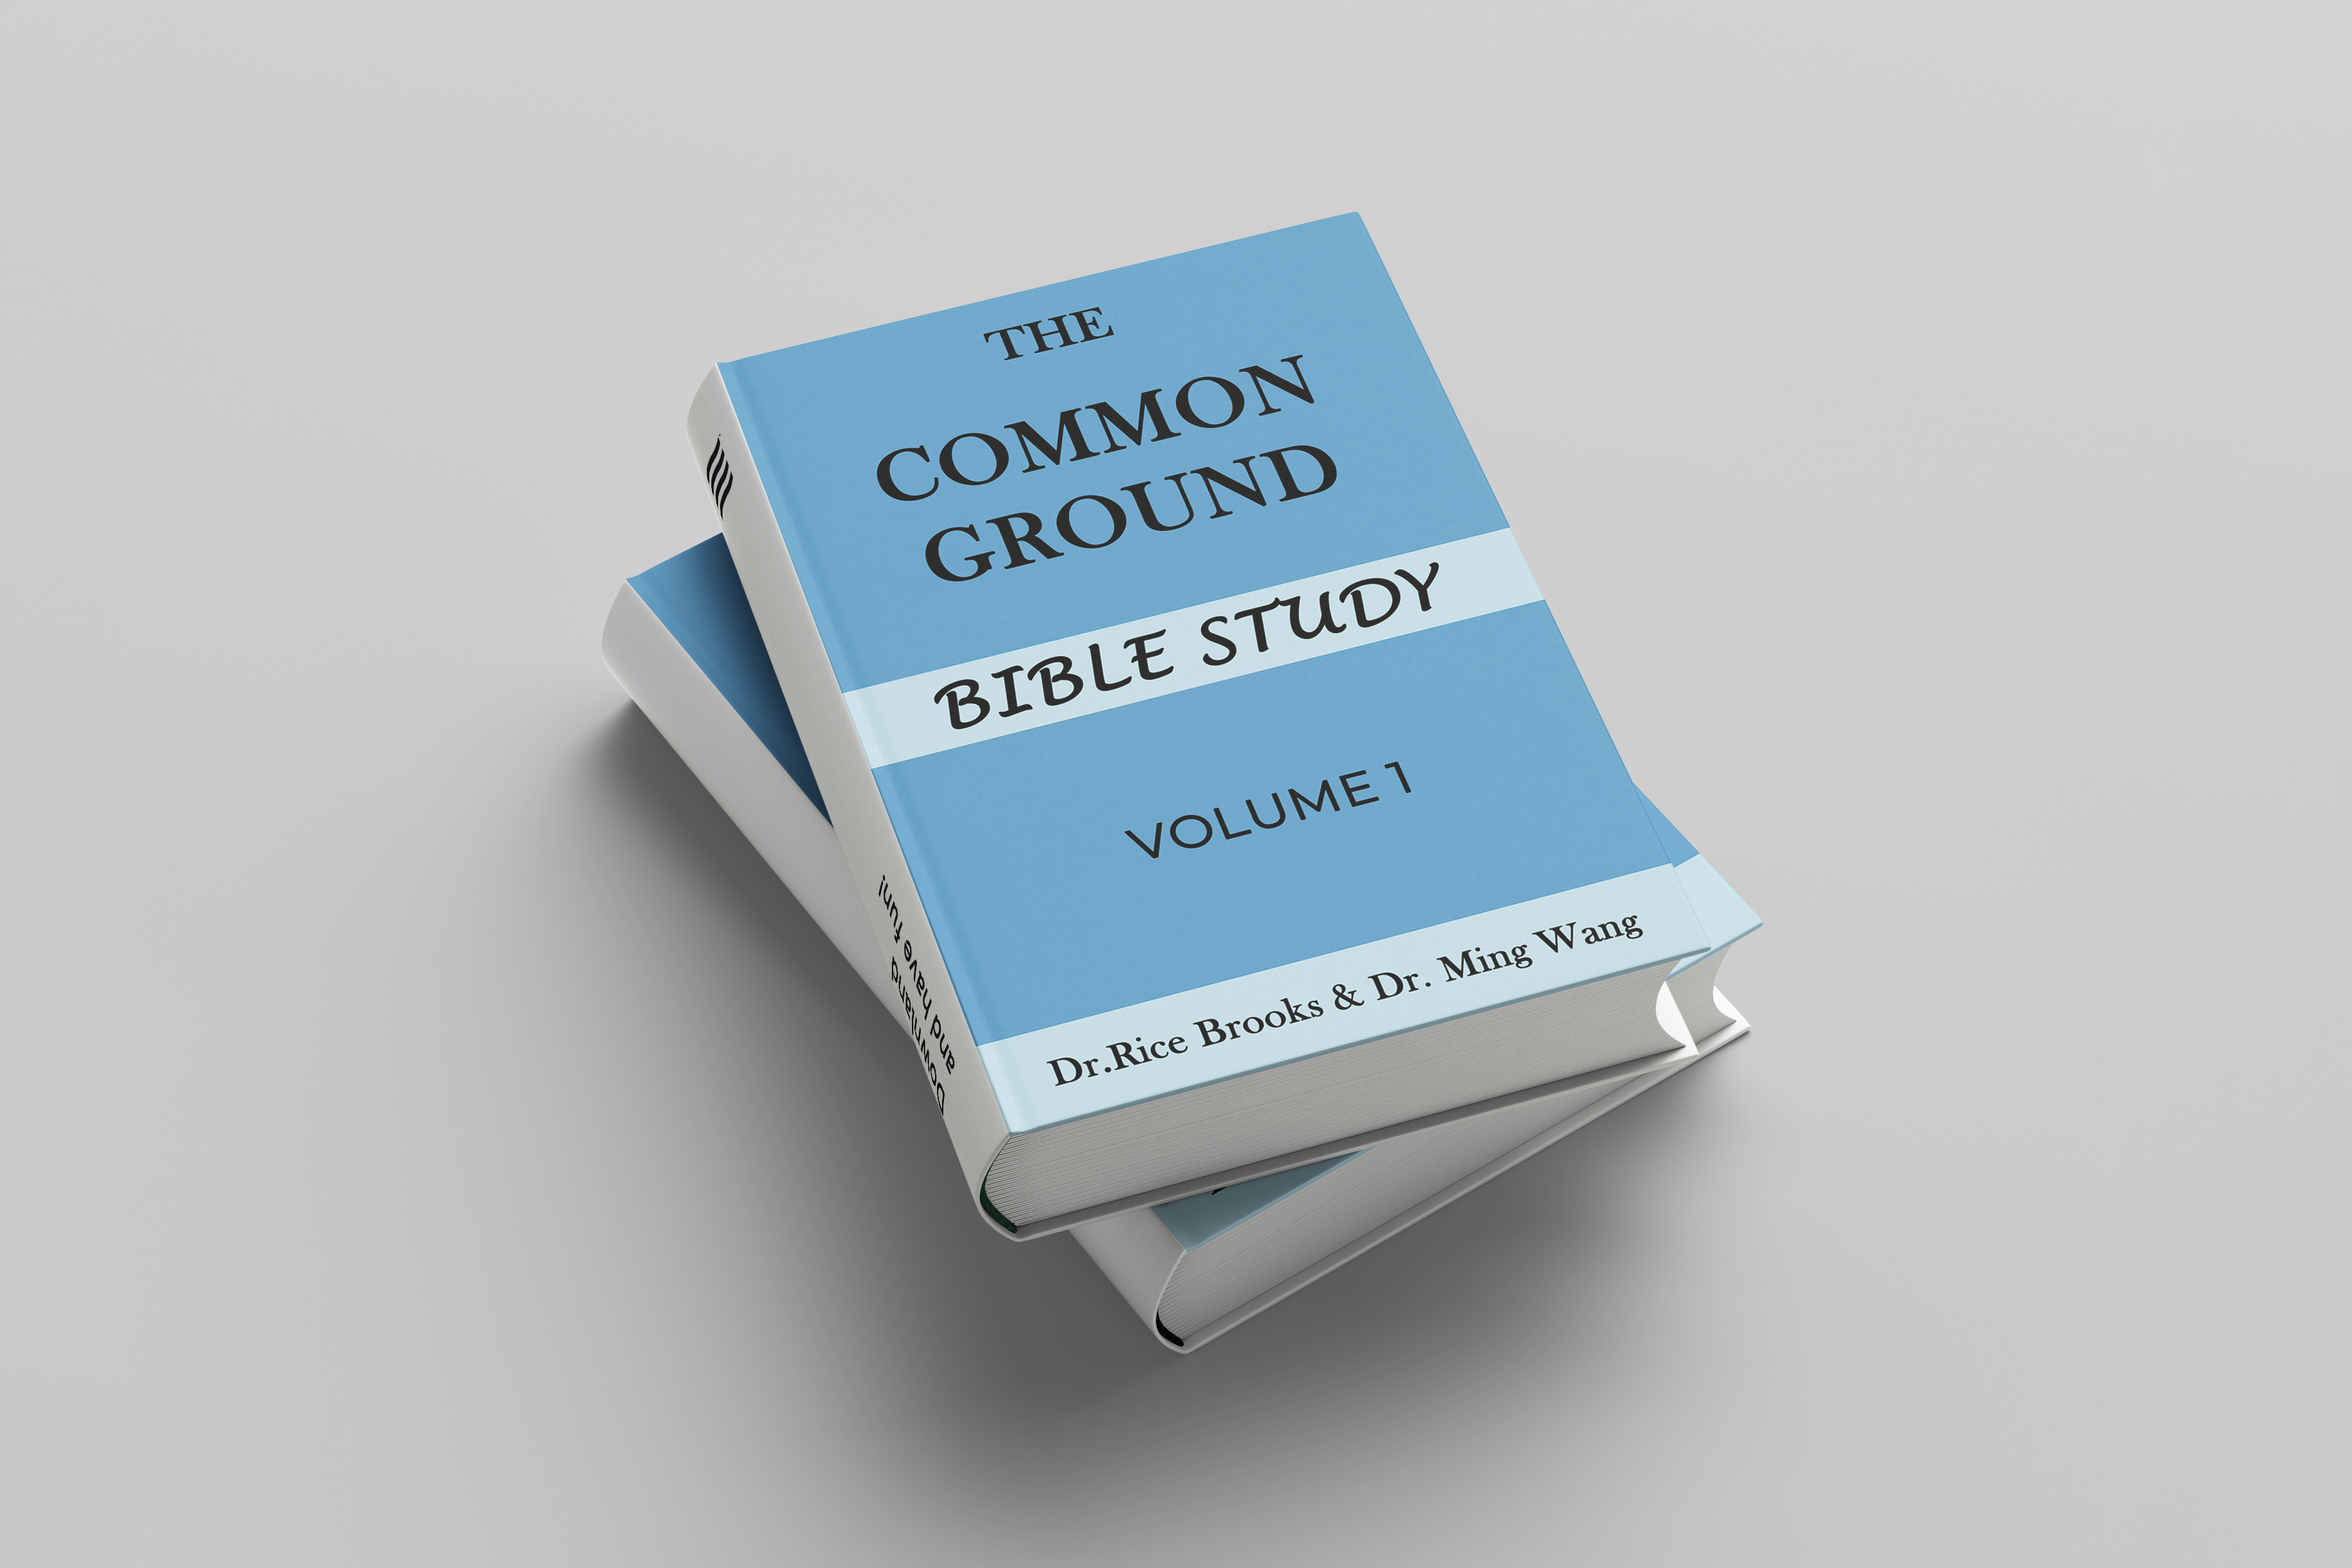 THE
COMMON
GROUND
BIBLE STUDY
VOLUME 1
Dr.Rice Brooks & Dr. Ming Wang
Download
and have fun!